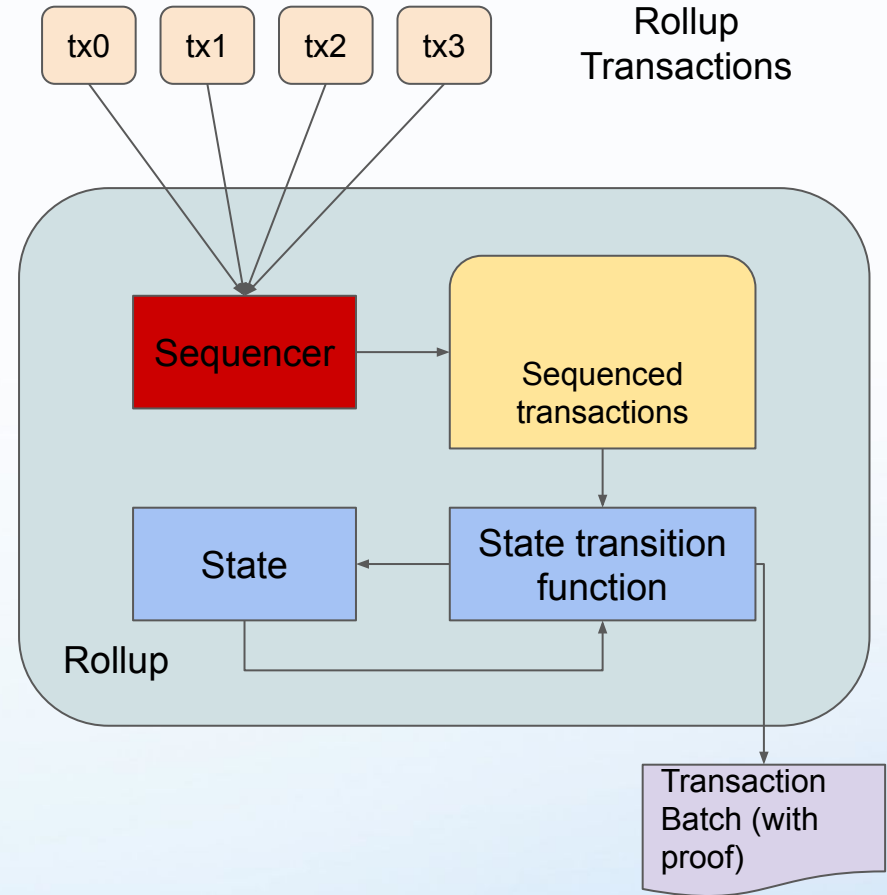 tx0
tx1
tx2
tx3
Rollup
Transactions
Sequencer
Sequenced
transactions
State
State transition
function
Rollup
Transaction
Batch (with
proof)